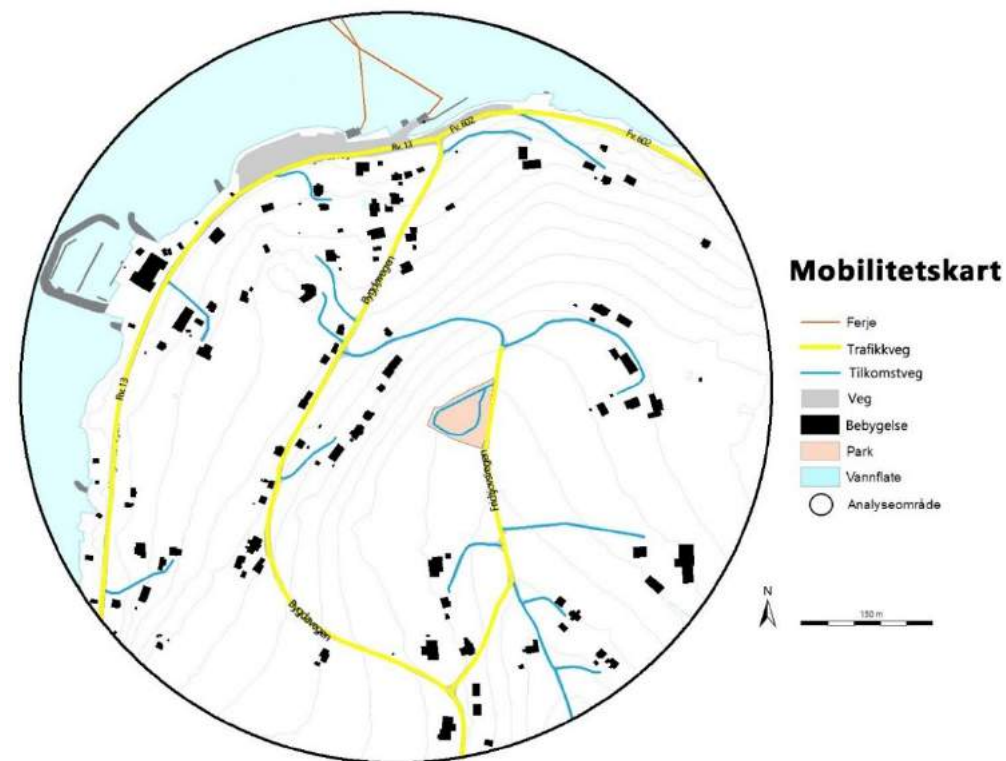 Fv. 602
Rv. 13
Fv. 602
Bygdavegen
Rv. 13
Bygdavegen
Mobilitetskart
Ferje
Trafikkveg
Tilkomstveg
Veg
Bebygelse
Park
Vannflate
Analyseområde
N
150 m